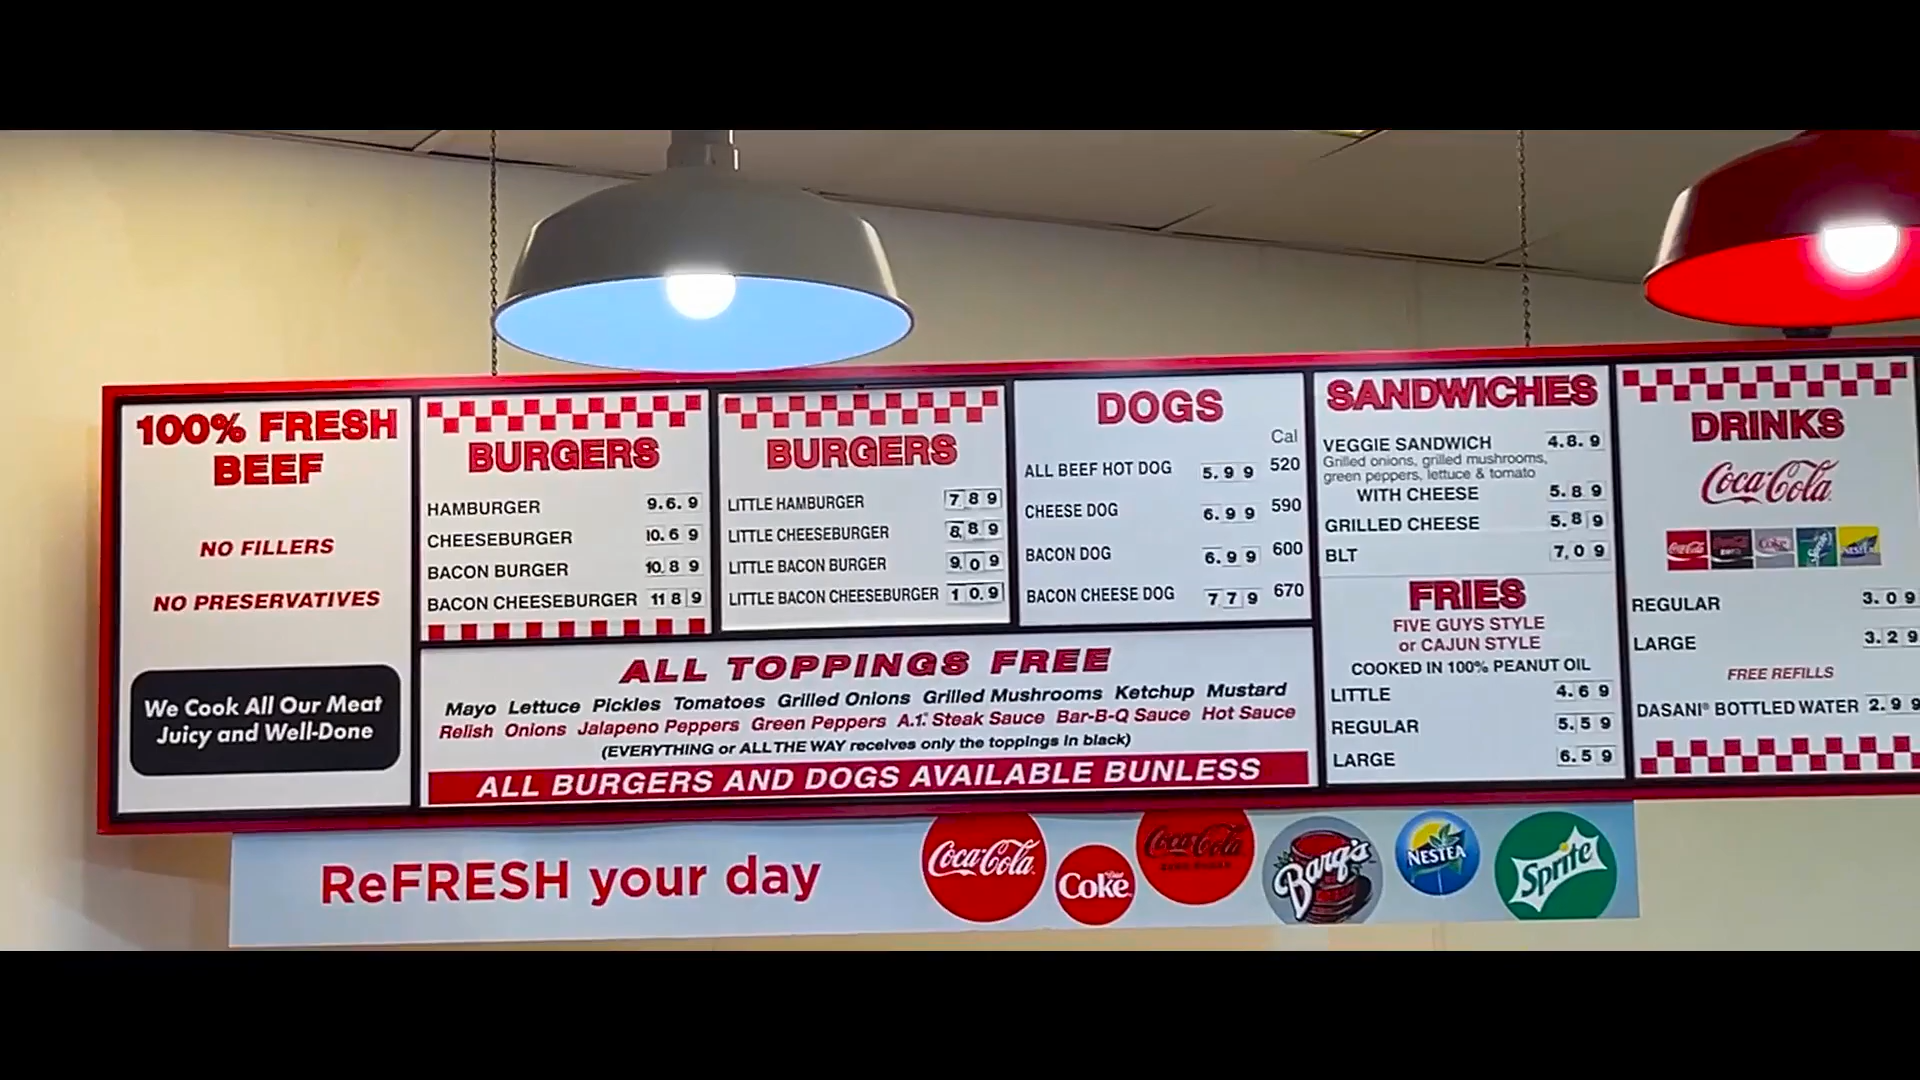 100% FRESH
BEEF
NO FILLERS
NO PRESERVATIVES
We Cook All Our Meat
Juicy and Well-Done
BURGERS
HAMBURGER 9.6.9
CHEESEBURGER 10.6 9
BACON BURGER 10.8 9
BACON CHEESEBURGER 11 8 9
BURGERS
LITTLE HAMBURGER 7 8 9
LITTLE CHEESEBURGER 8.8 9
LITTLE BACON BURGER 9.0 9
LITTLE BACON CHEESEBURGER 1 0.9
DOGS
Cal
ALL BEEF HOT DOG 5.9 9 520
CHEESE DOG 6.9 9 590
BACON DOG 6.9 9 600
BACON CHEESE DOG 7 7 9 670
ALL TOPPINGS FREE
Mayo Lettuce Pickles Tomatoes Grilled Onions Grilled Mushrooms Ketchup Mustard
Relish Onions Jalapeno Peppers Green Peppers A.1. Steak Sauce Bar-B-Q Sauce Hot Sauce
(EVERYTHING or ALL THE WAY receives only the toppings in black)
ALL BURGERS AND DOGS AVAILABLE BUNLESS
SANDWICHES
VEGGIE SANDWICH 4.8.9
Grilled onions, grilled mushrooms,
green peppers, lettuce & tomato
WITH CHEESE 5.8 9
GRILLED CHEESE 5.8 9
BLT 7,0 9
FRIES
FIVE GUYS STYLE
or CAJUN STYLE
COOKED IN 100% PEANUT OIL
LITTLE 4.6 9
REGULAR 5.5 9
LARGE 6.5 9
DRINKS
Coca-Cola
REGULAR 3.0 9
LARGE 3.2 9
FREE REFILLS
DASANI® BOTTLED WATER 2.9 9
ReFRESH your day
Coca-Cola
Coke
Coca-Cola
Barq's
NESTEA
Sprite